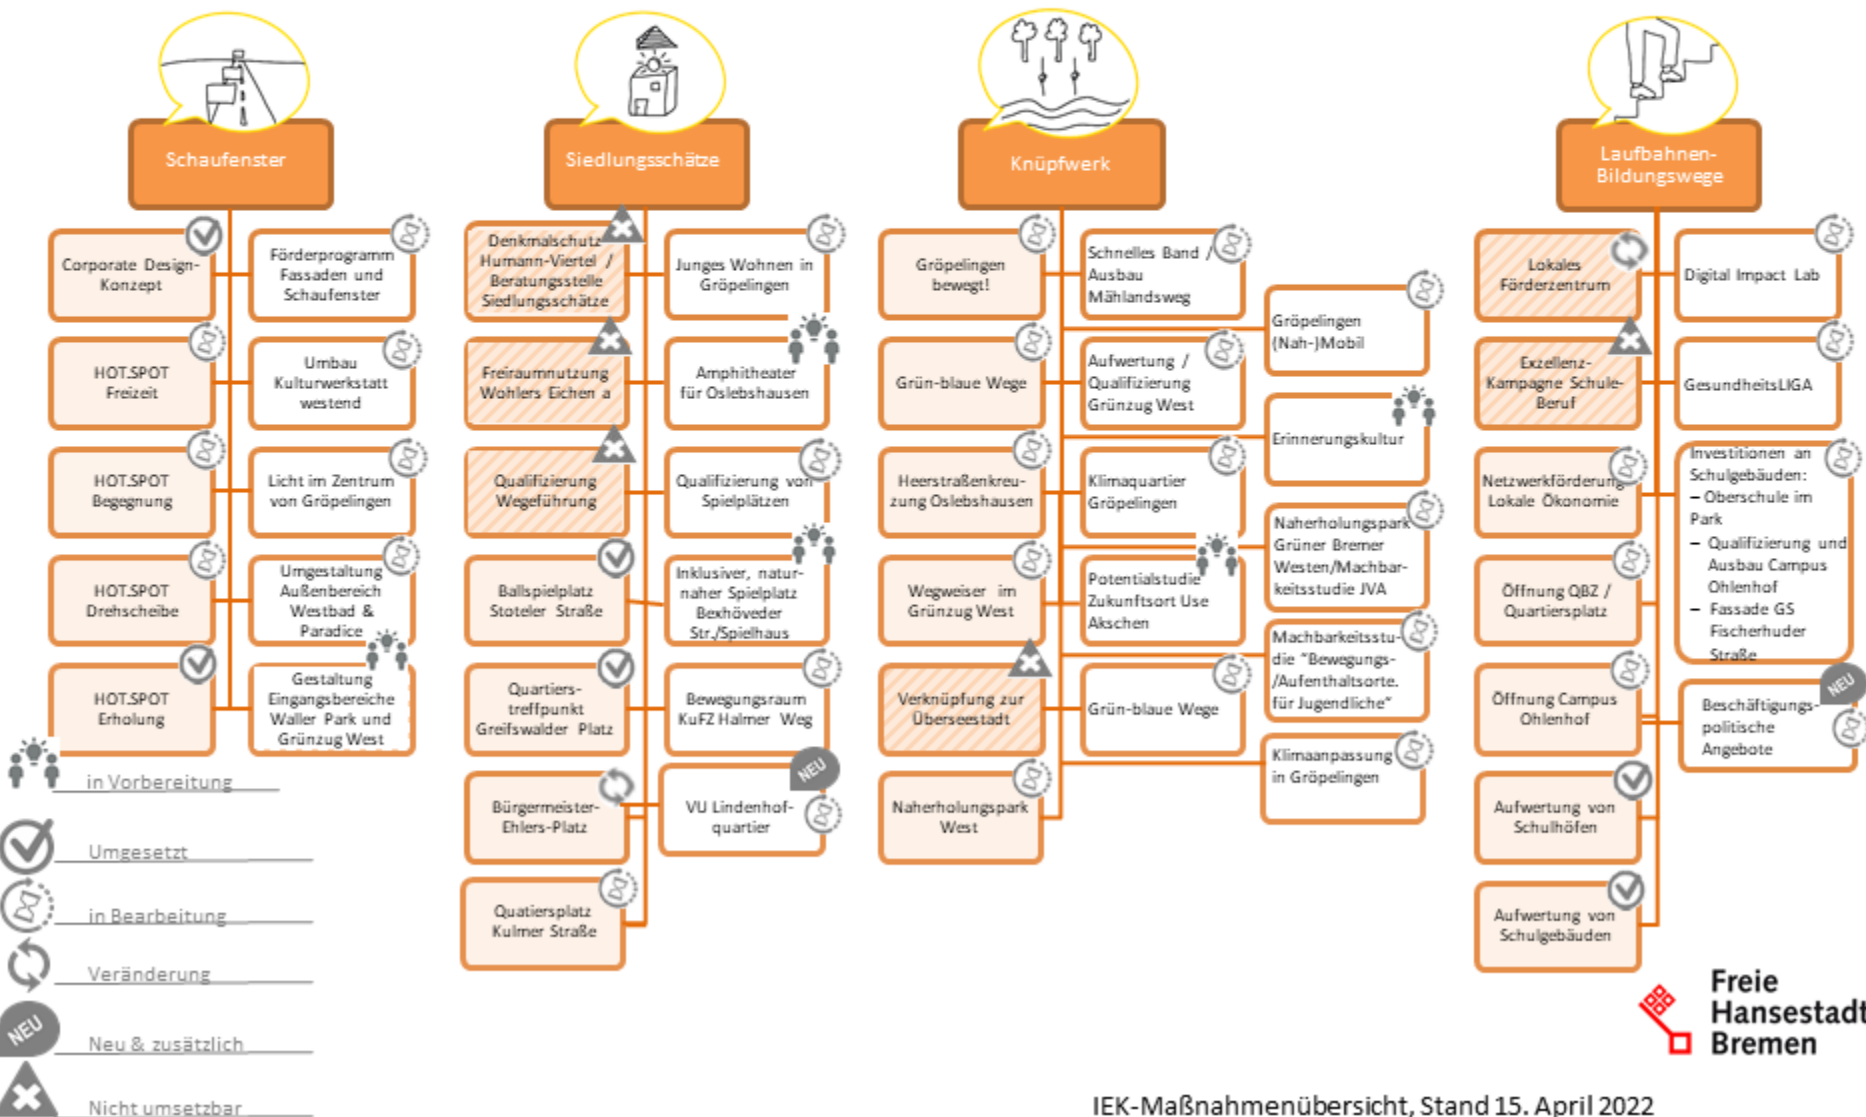 Schaufenster
Corporate Design-
Konzept
Förderprogramm
Fassaden und
Schaufenster
HOT.SPOT
Freizeit
Umbau
Kulturwerkstatt
westend
HOT.SPOT
Begegnung
Licht im Zentrum
von Gröpelingen
HOT.SPOT
Drehscheibe
Umgestaltung
Außenbereich
Westbad &
Paradice
HOT.SPOT
Erholung
Gestaltung
Eingangsbereiche
Waller Park und
Grünzug West
Siedlungsschätze
Denkmalschutz
Humann-Viertel /
Beratungsstelle
Siedlungsschätze
Junges Wohnen in
Gröpelingen
Freiraumnutzung
Wohlers Eichen a
Amphitheater
für Oslebshausen
Qualifizierung
Wegeführung
Qualifizierung von
Spielplätzen
Ballspielplatz
Stoteler Straße
Inklusiver, natur-
naher Spielplatz
Bexhöveder
Str./Spielhaus
Quartiers-
treffpunkt
Greifswalder Platz
Bewegungsraum
KuFZ Halmer Weg
Bürgermeister-
Ehlers-Platz
VU Lindenhof-
quartier
NEU
Quatiersplatz
Kulmer Straße
Knüpfwerk
Gröpelingen
bewegt!
Schnelles Band /
Ausbau
Mählandsweg
Gröpelingen
(Nah-)Mobil
Grün-blaue Wege
Aufwertung /
Qualifizierung
Grünzug West
Erinnerungskultur
Heerstraßenkreu-
zung Oslebshausen
Klimaquartier
Gröpelingen
Naherholungspark
Grüner Bremer
Westen/Machbar-
keitsstudie JVA
Wegweiser im
Grünzug West
Potentialstudie
Zukunftsort Use
Akschen
Machbarkeitsstu-
die "Bewegungs-
/Aufenthaltsorte.
für Jugendliche"
Verknüpfung zur
Überseestadt
Grün-blaue Wege
Klimaanpassung
in Gröpelingen
Naherholungspark
West
Laufbahnen-
Bildungswege
Lokales
Förderzentrum
Digital Impact Lab
Exzellenz-
Kampagne Schule-
Beruf
GesundheitsLIGA
Netzwerkförderung
Lokale Ökonomie
Investitionen an
Schulgebäuden:
– Oberschule im
Park
– Qualifizierung und
Ausbau Campus
Ohlenhof
– Fassade GS
Fischerhuder
Straße
Öffnung QBZ /
Quartiersplatz
Öffnung Campus
Ohlenhof
Beschäftigungs-
politische
Angebote
NEU
Aufwertung von
Schulhöfen
Aufwertung von
Schulgebäuden
in Vorbereitung
Umgesetzt
in Bearbeitung
Veränderung
NEU
Neu & zusätzlich
Nicht umsetzbar
Freie
Hansestadt
Bremen
IEK-Maßnahmenübersicht, Stand 15. April 2022